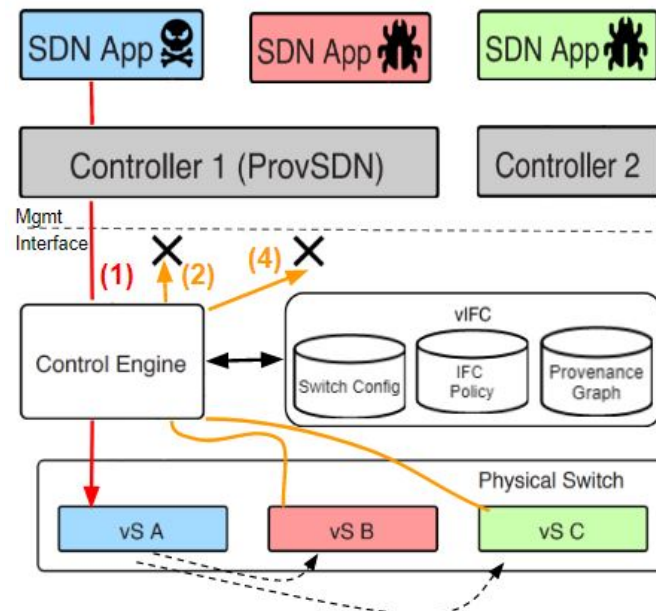 SDN App
SDN App
SDN App
Controller 1 (ProvSDN)
Controller 2
Mgmt
Interface
(1)
(2)
(4)
vIFC
Control Engine
Switch Config
IFC
Policy
Provenance
Graph
Physical Switch
vS A
vS B
vS C